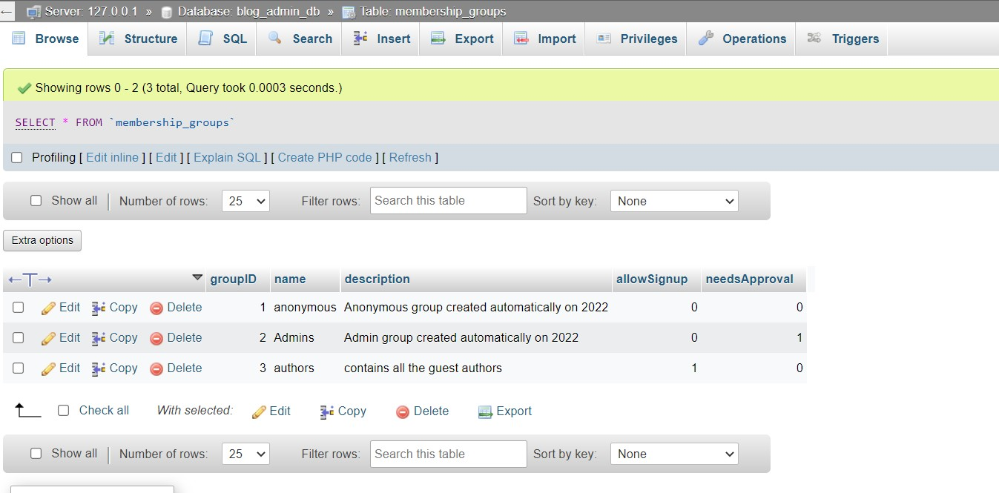 Server: 127.0.0.1 » Database: blog_admin_db » Table: membership_groups
Browse Structure SQL Search Insert Export Import Privileges Operations Triggers
Showing rows 0 - 2 (3 total, Query took 0.0003 seconds.)
SELECT * FROM `membership_groups`
Profiling [ Edit inline ] [ Edit ] [ Explain SQL ] [ Create PHP code ] [ Refresh ]
Show all Number of rows: 25 Filter rows: Search this table Sort by key: None
Extra options
←T→ groupID name description allowSignup needsApproval
Edit Copy Delete 1 anonymous Anonymous group created automatically on 2022 0 0
Edit Copy Delete 2 Admins Admin group created automatically on 2022 0 1
Edit Copy Delete 3 authors contains all the guest authors 1 0
Check all With selected: Edit Copy Delete Export
Show all Number of rows: 25 Filter rows: Search this table Sort by key: None